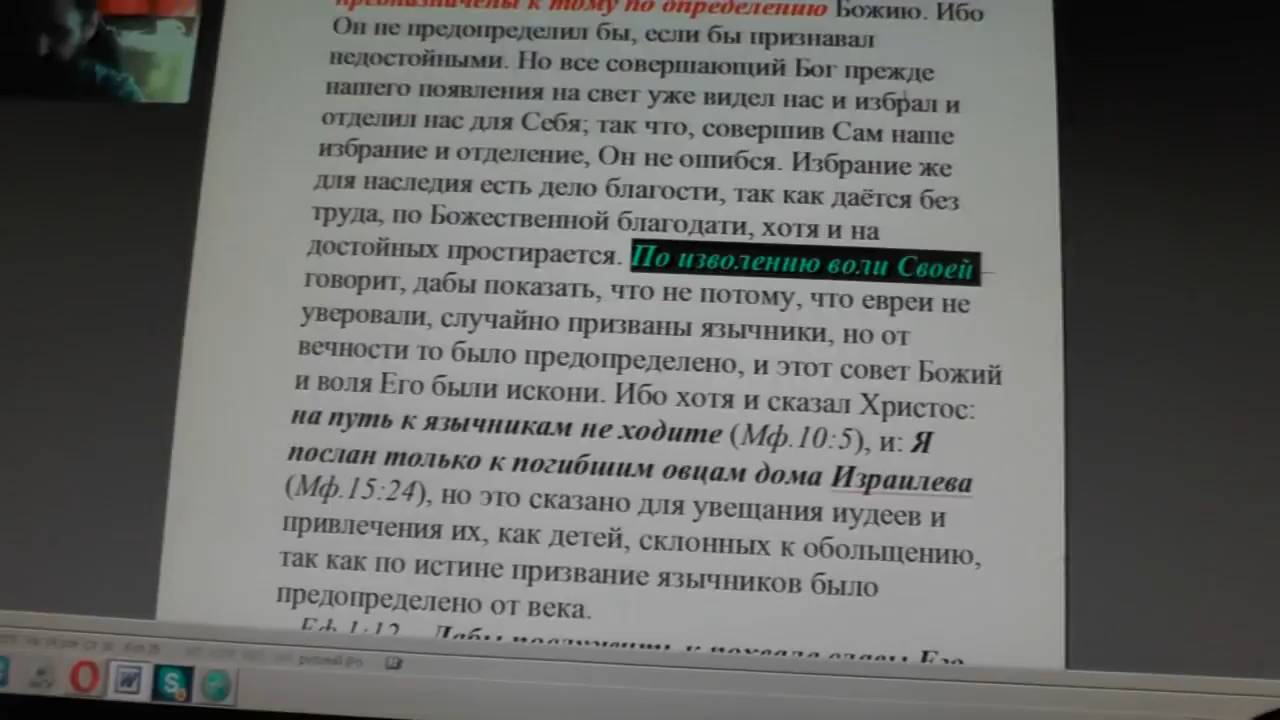 предназначены к тому по определению Божию. Ибо
Он не предопределил бы, если бы признавал
недостойными. Но все совершающий Бог прежде
нашего появления на свет уже видел нас и избрал и
отделил нас для Себя; так что, совершив Сам наше
избрание и отделение, Он не ошибся. Избрание же
для наследия есть дело благости, так как даётся без
труда, по Божественной благодати, хотя и на
достойных простирается. По изволению воли Своей –
говорит, дабы показать, что не потому, что евреи не
уверовали, случайно призваны язычники, но от
вечности то было предопределено, и этот совет Божий
и воля Его были искони. Ибо хотя и сказал Христос:
на путь к язычникам не ходите (Мф.10:5), и: Я
послан только к погибшим овцам дома Израилева
(Мф.15:24), но это сказано для увещания иудеев и
привлечения их, как детей, склонных к обольщению,
так как по истине призвание язычников было
предопределено от века.
Еф.1:12